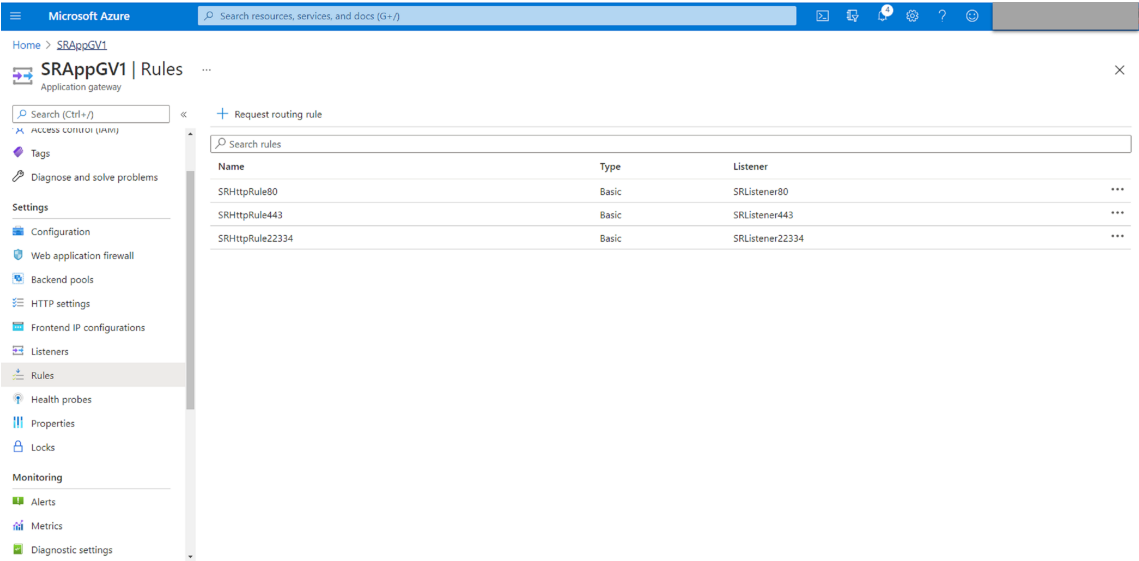 Microsoft Azure
Search resources, services, and docs (G+/)
4
Home > SRAppGV1
SRAppGV1 | Rules ...
Application gateway
Search (Ctrl+/)
«
Access control (IAM)
Tags
Diagnose and solve problems
Settings
Configuration
Web application firewall
Backend pools
HTTP settings
Frontend IP configurations
Listeners
Rules
Health probes
Properties
Locks
Monitoring
Alerts
Metrics
Diagnostic settings
+ Request routing rule
Search rules
Name Type Listener
SRHttpRule80 Basic SRListener80 ...
SRHttpRule443 Basic SRListener443 ...
SRHttpRule22334 Basic SRListener22334 ...